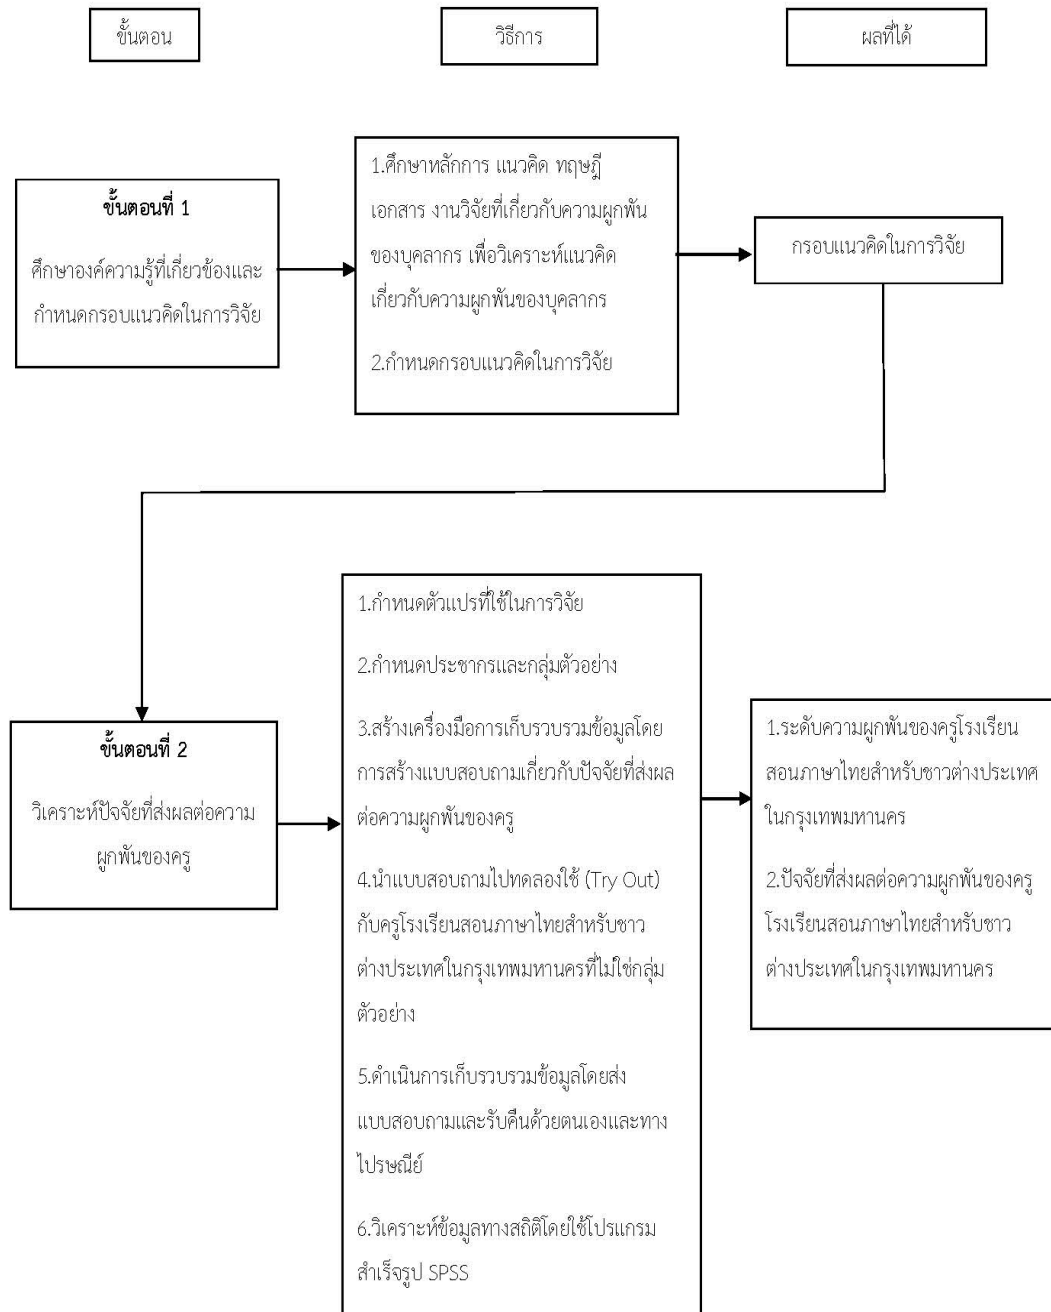 ขั้นตอน
วิธีการ
ผลที่ได้
ขั้นตอนที่ 1
ศึกษาองค์ความรู้ที่เกี่ยวข้องและ
กำหนดกรอบแนวคิดในการวิจัย
1.ศึกษาหลักการ แนวคิด ทฤษฎี
เอกสาร งานวิจัยที่เกี่ยวกับความผูกพัน
ของบุคลากร เพื่อวิเคราะห์แนวคิด
เกี่ยวกับความผูกพันของบุคลากร
2.กำหนดกรอบแนวคิดในการวิจัย
กรอบแนวคิดในการวิจัย
ขั้นตอนที่ 2
วิเคราะห์ปัจจัยที่ส่งผลต่อความ
ผูกพันของครู
1.กำหนดตัวแปรที่ใช้ในการวิจัย
2.กำหนดประชากรและกลุ่มตัวอย่าง
3.สร้างเครื่องมือการเก็บรวบรวมข้อมูลโดย
การสร้างแบบสอบถามเกี่ยวกับปัจจัยที่ส่งผล
ต่อความผูกพันของครู
4.นำแบบสอบถามไปทดลองใช้ (Try Out)
กับครูโรงเรียนสอนภาษาไทยสำหรับชาว
ต่างประเทศในกรุงเทพมหานครที่ไม่ใช่กลุ่ม
ตัวอย่าง
5.ดำเนินการเก็บรวบรวมข้อมูลโดยส่ง
แบบสอบถามและรับคืนด้วยตนเองและทาง
ไปรษณีย์
6.วิเคราะห์ข้อมูลทางสถิติโดยใช้โปรแกรม
สำเร็จรูป SPSS
1.ระดับความผูกพันของครูโรงเรียน
สอนภาษาไทยสำหรับชาวต่างประเทศ
ในกรุงเทพมหานคร
2.ปัจจัยที่ส่งผลต่อความผูกพันของครู
โรงเรียนสอนภาษาไทยสำหรับชาว
ต่างประเทศในกรุงเทพมหานคร